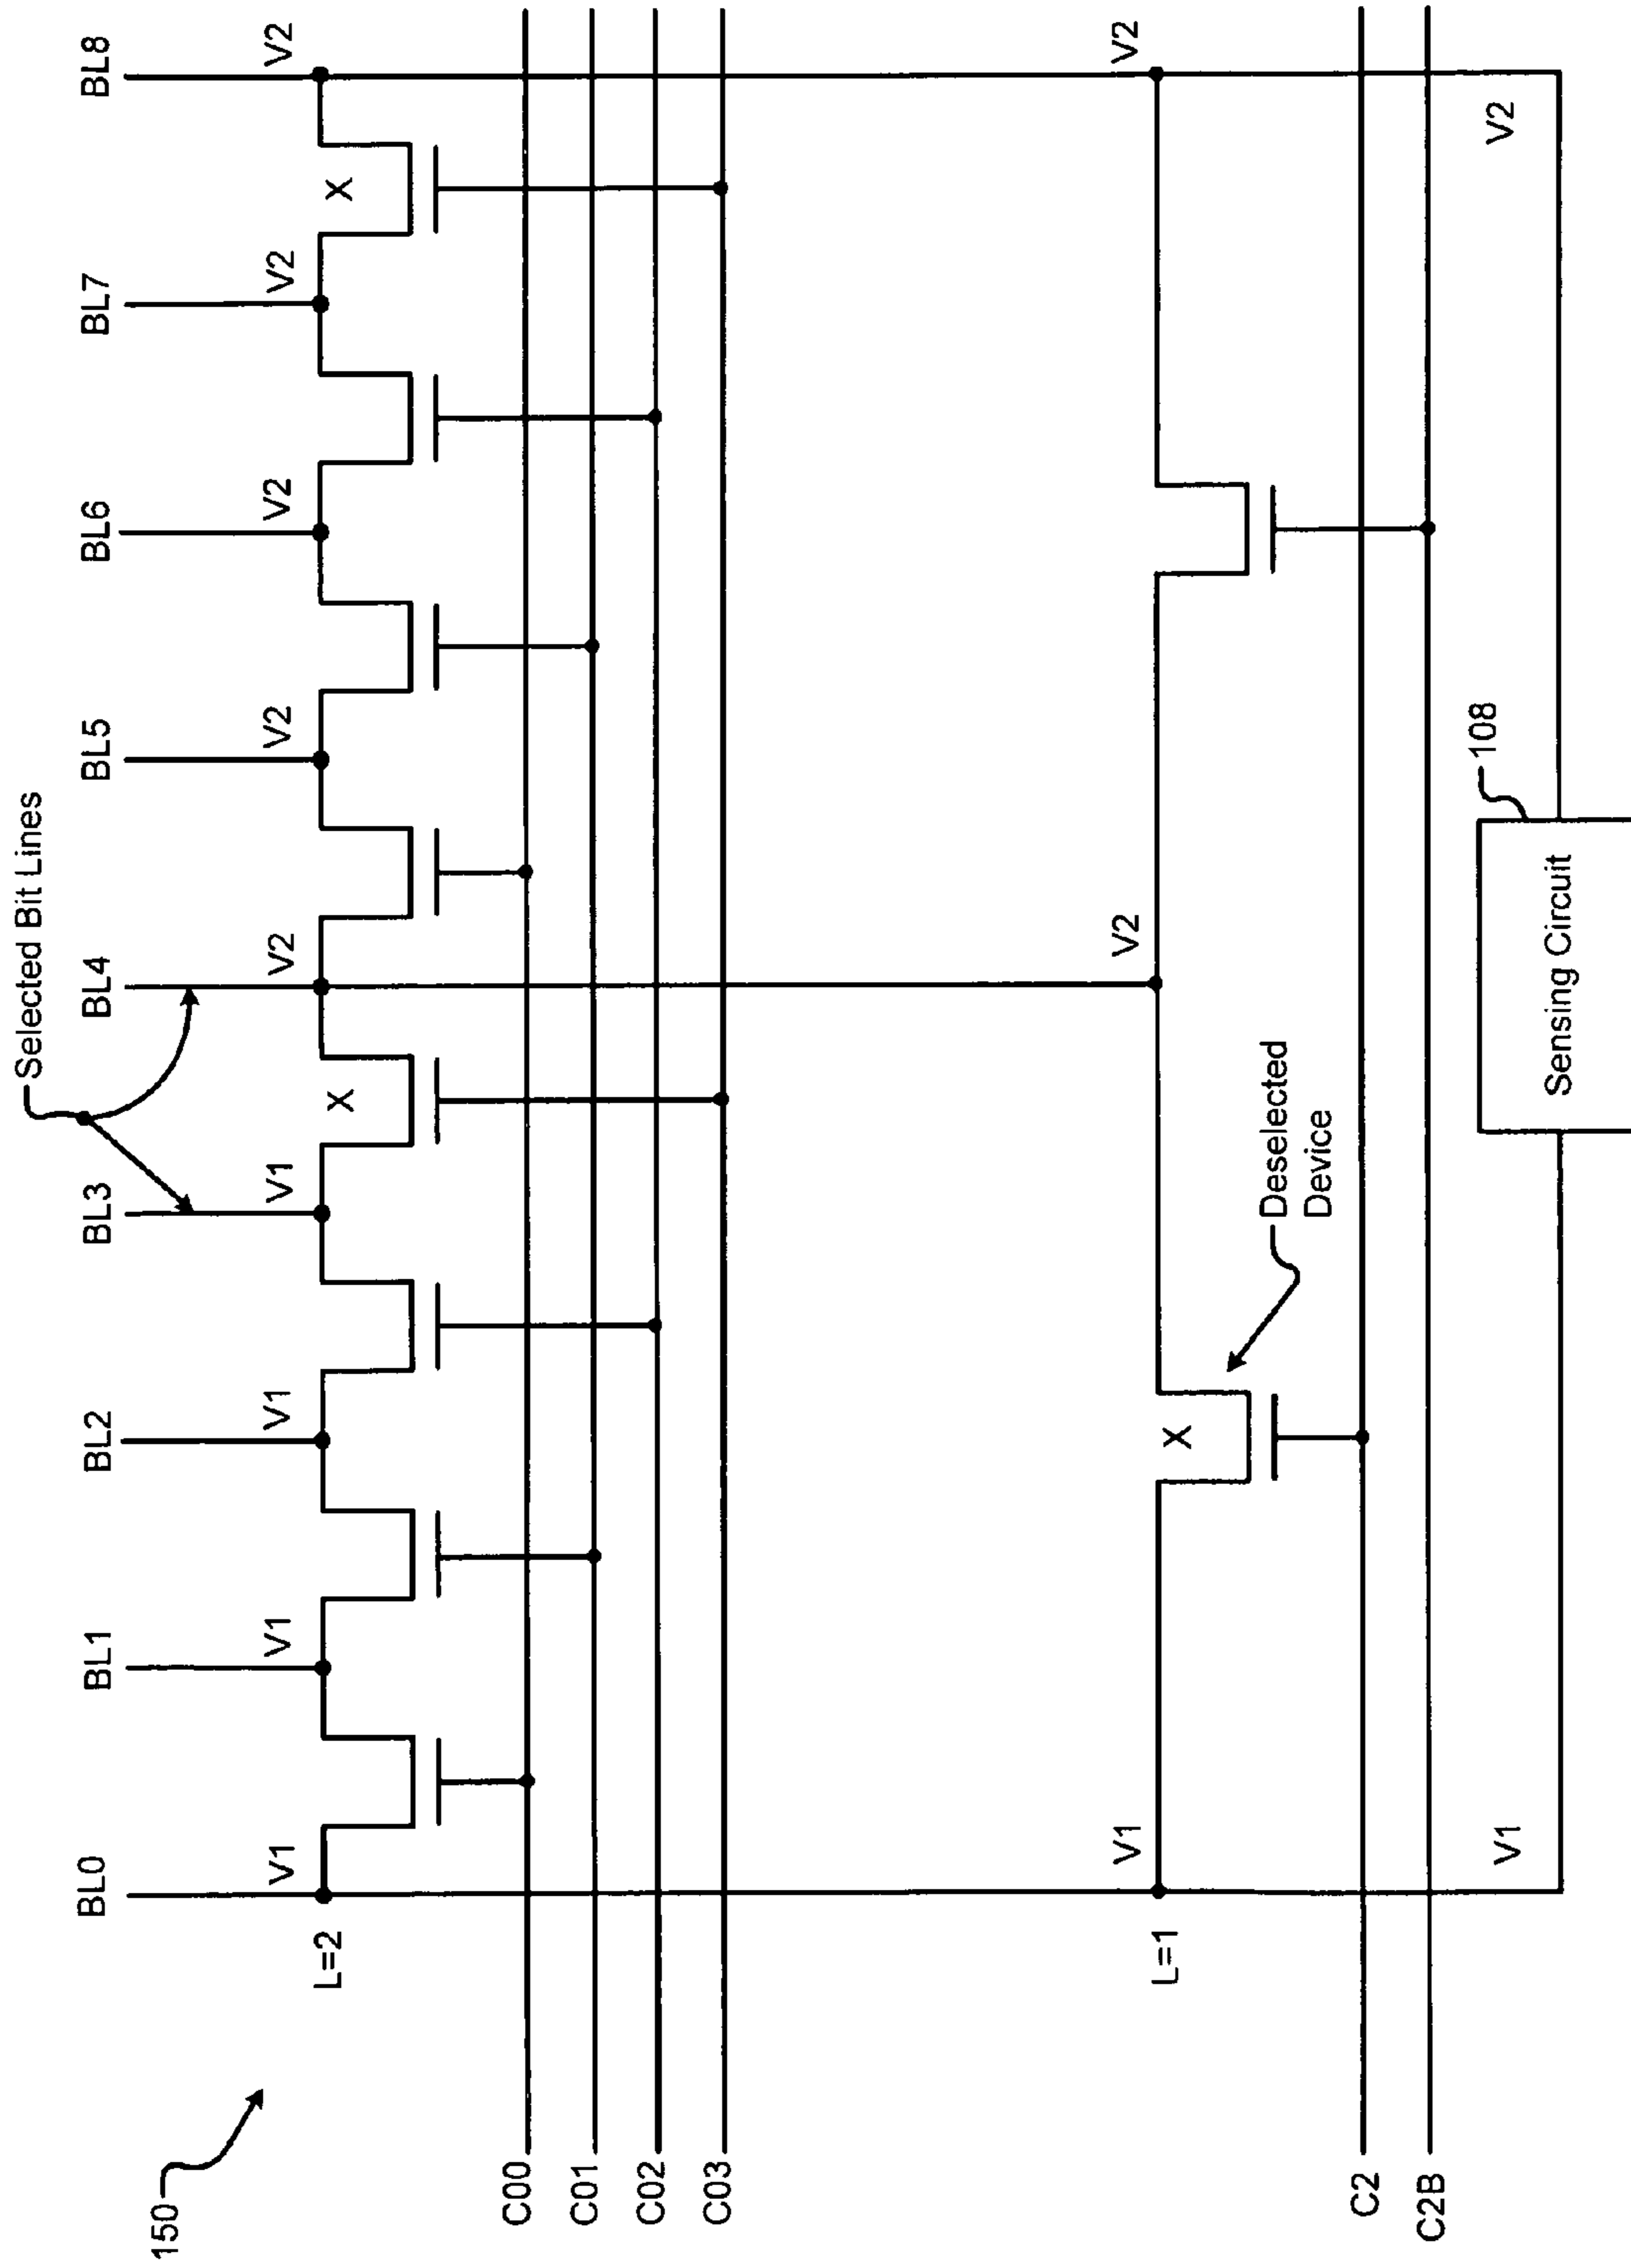 150
Selected Bit Lines
BL0
BL1
BL2
BL3
BL4
BL5
BL6
BL7
BL8
V1
V1
V1
V1
V2
V2
V2
V2
V2
X
X
L=2
C00
C01
C02
C03
L=1
V1
V2
V2
X
Deselected
Device
C2
C2B
V1
V2
108
Sensing Circuit